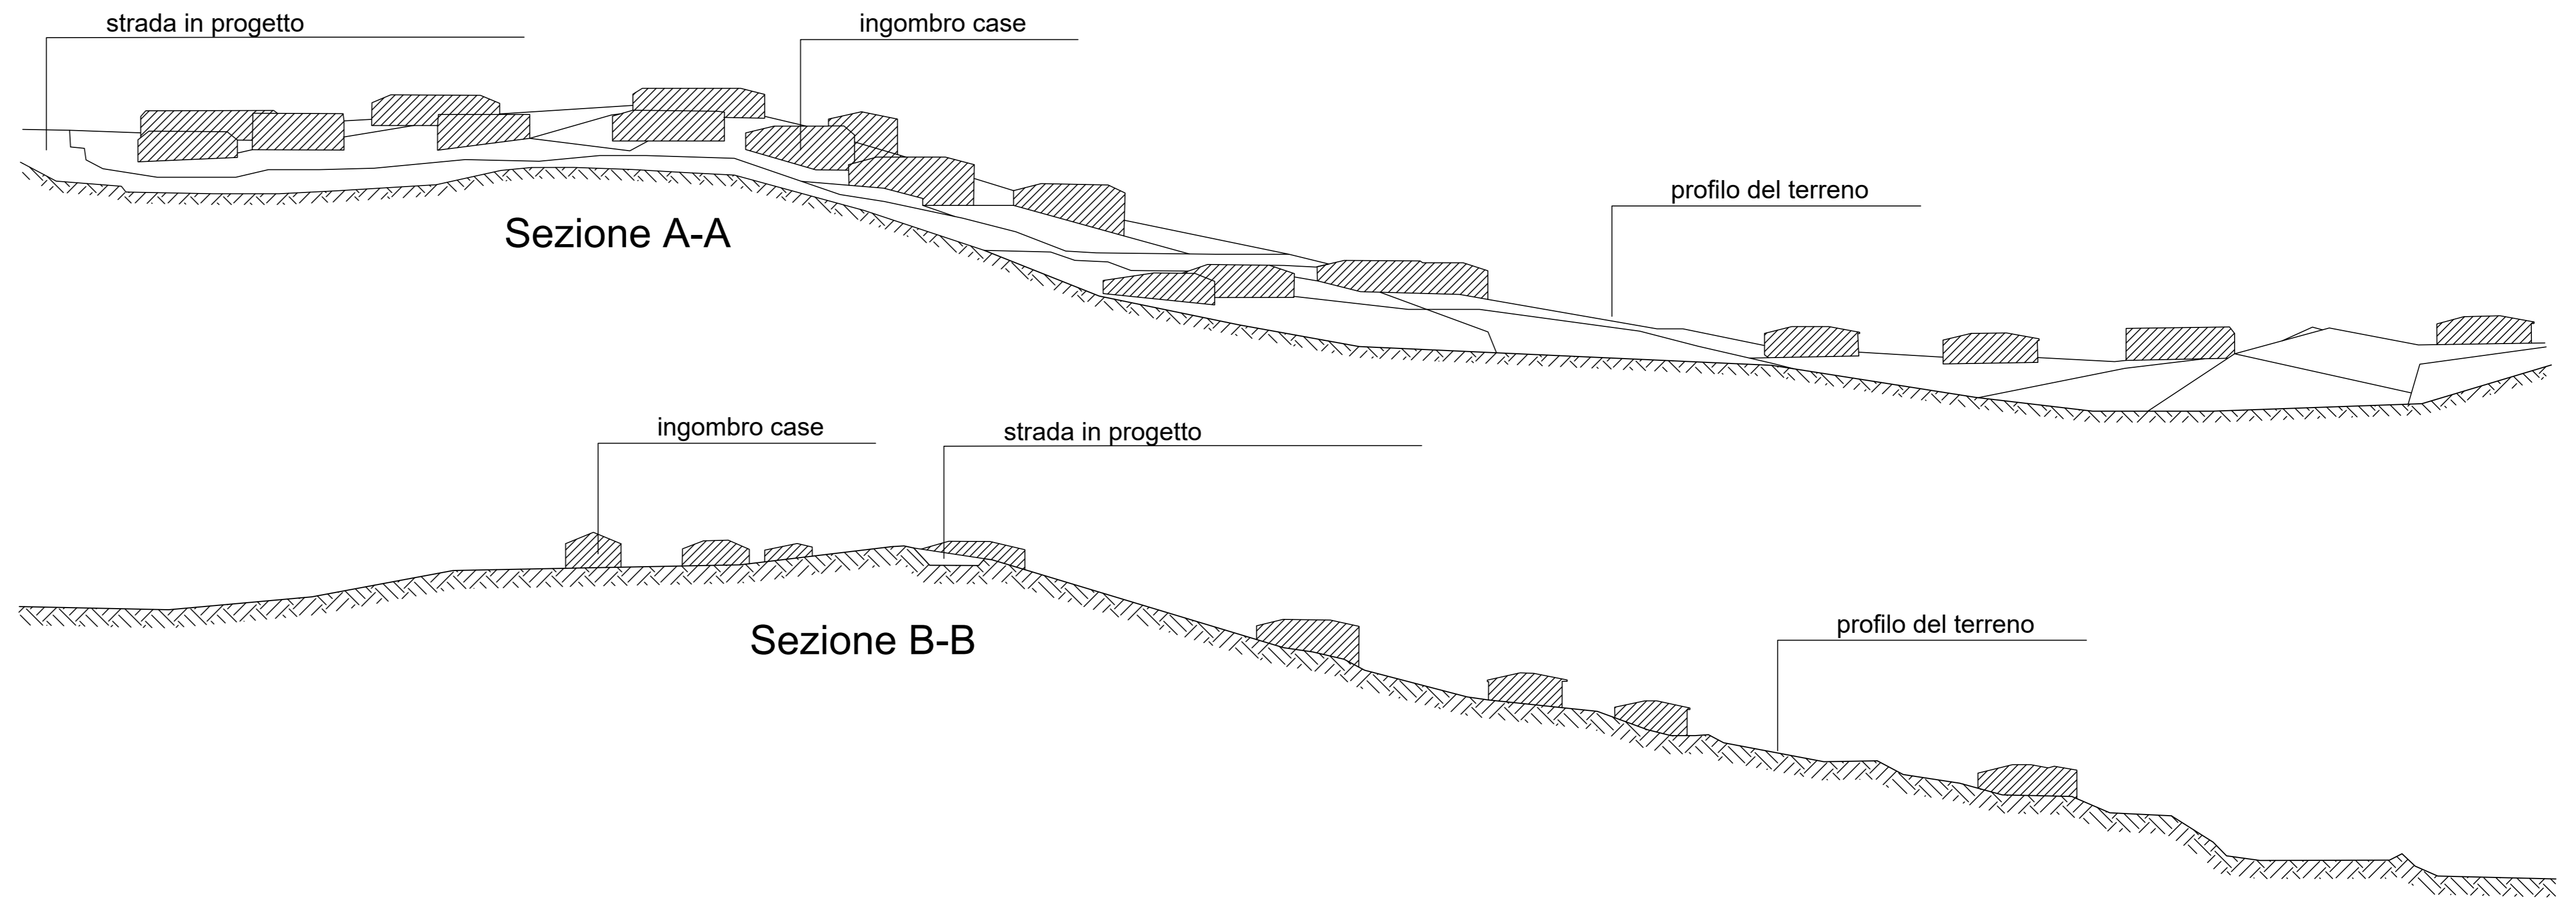 strada in progetto
ingombro case
profilo del terreno
Sezione A-A
ingombro case
strada in progetto
profilo del terreno
Sezione B-B